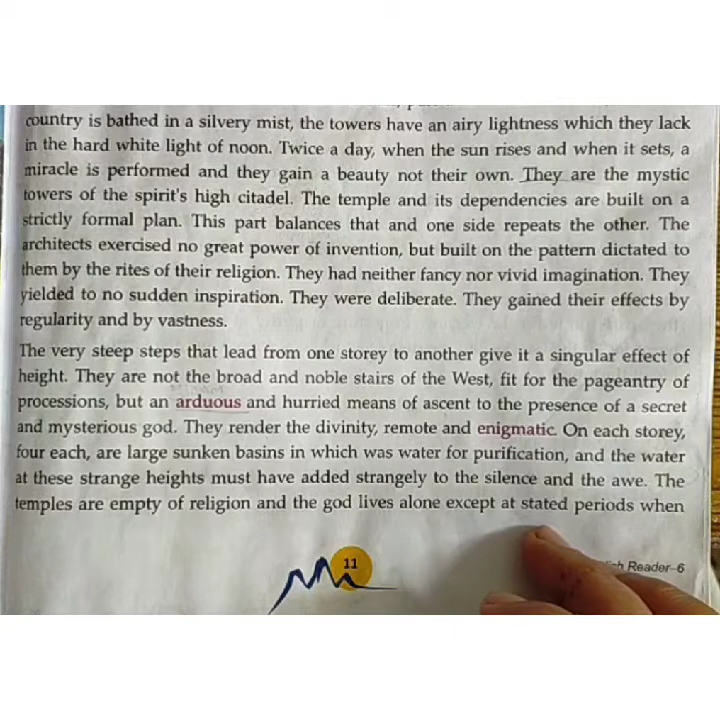 country is bathed in a silvery mist, the towers have an airy lightness which they lack
in the hard white light of noon. Twice a day, when the sun rises and when it sets, a
miracle is performed and they gain a beauty not their own. They are the mystic
towers of the spirit's high citadel. The temple and its dependencies are built on a
strictly formal plan. This part balances that and one side repeats the other. The
architects exercised no great power of invention, but built on the pattern dictated to
them by the rites of their religion. They had neither fancy nor vivid imagination. They
yielded to no sudden inspiration. They were deliberate. They gained their effects by
regularity and by vastness.
The very steep steps that lead from one storey to another give it a singular effect of
height. They are not the broad and noble stairs of the West, fit for the pageantry of
processions, but an arduous and hurried means of ascent to the presence of a secret
and mysterious god. They render the divinity, remote and enigmatic. On each storey,
four each, are large sunken basins in which was water for purification, and the water
at these strange heights must have added strangely to the silence and the awe. The
temples are empty of religion and the god lives alone except at stated periods when
11
Reader–6